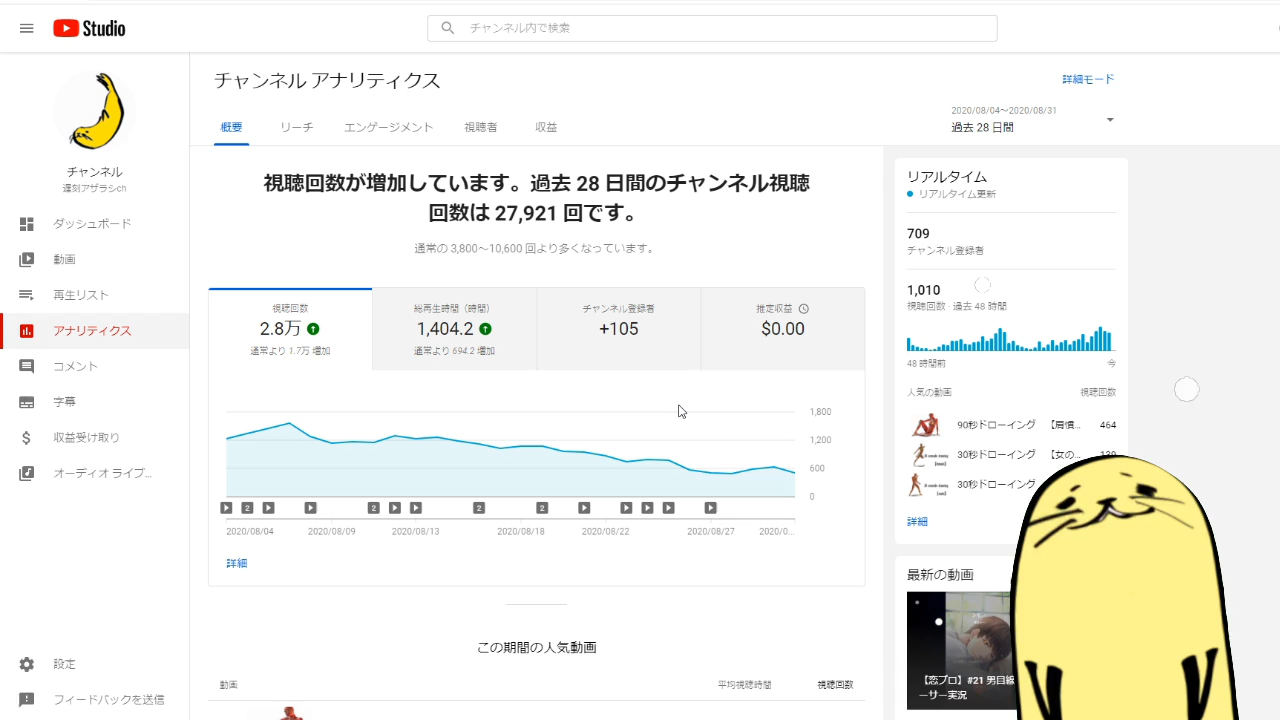 Studio
チャンネル内で検索
チャンネル
遅刻アザラシch
ダッシュボード
動画
再生リスト
アナリティクス
コメント
字幕
収益受け取り
オーディオ ライブ...
設定
フィードバックを送信
チャンネル アナリティクス
詳細モード
概要
リーチ
エンゲージメント
視聴者
収益
2020/08/04～2020/08/31
過去 28 日間
視聴回数が増加しています。過去 28 日間のチャンネル視聴
回数は 27,921 回です。
通常の 3,800～10,600 回より多くなっています。
視聴回数
2.8万
通常より 1.7万 増加
総再生時間（時間）
1,404.2
通常より 694.2 増加
チャンネル登録者
+105
推定収益
$0.00
1,800
1,200
600
0
2
2
2
2
2020/08/04
2020/08/09
2020/08/13
2020/08/18
2020/08/22
2020/08/27
2020/0...
詳細
この期間の人気動画
動画
平均視聴時間
視聴回数
リアルタイム
リアルタイム更新
709
チャンネル登録者
1,010
視聴回数 · 過去 48 時間
48 時間前
今
人気の動画
視聴回数
90秒ドローイング 【肩慣... 464
30秒ドローイング 【女の...
30秒ドローイング
詳細
最新の動画
【恋プロ】#21 男目線
ーサー実況